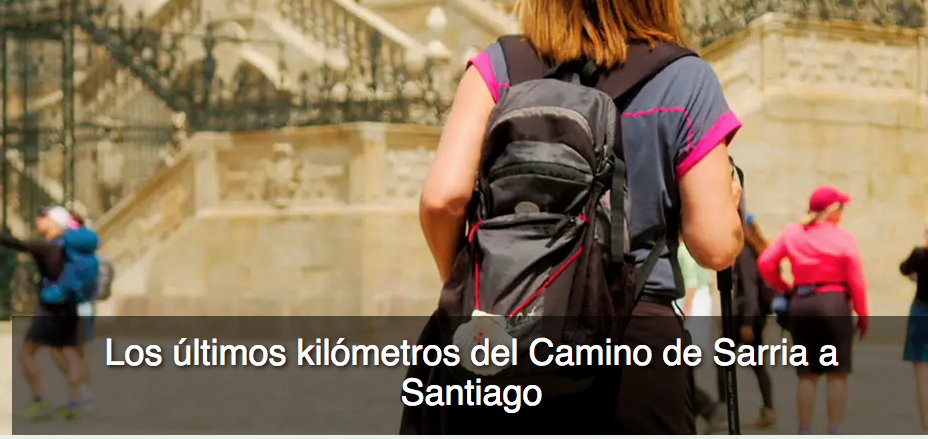 Los últimos kilómetros del Camino de Sarria a
Santiago